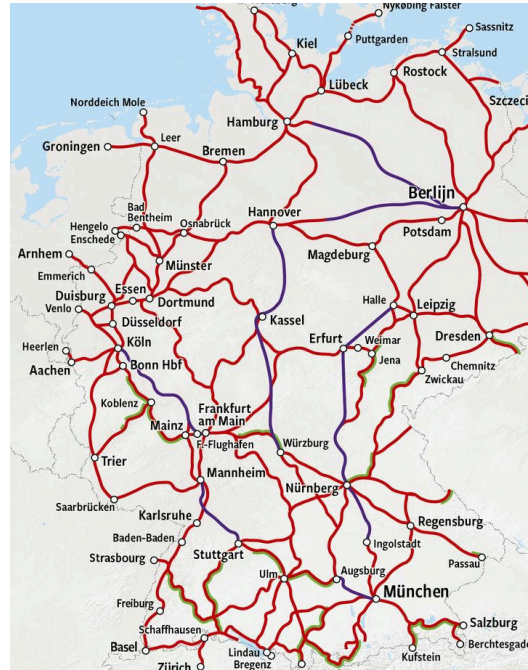 Nykøbing Falster
Sassnitz
Kiel
Puttgarden
Stralsund
Rostock
Lübeck
Norddeich Mole
Hamburg
Groningen
Leer
Bremen
Berlijn
Bad
Bentheim
Hengelo
Enschede
Osnabrück
Hannover
Potsdam
Arnhem
Magdeburg
Münster
Emmerich
Essen
Duisburg
Dortmund
Halle
Leipzig
Venlo
Düsseldorf
Kassel
Erfurt
Weimar
Dresden
Heerlen
Köln
Jena
Chemnitz
Aachen
Bonn Hbf
Zwickau
Koblenz
Frankfurt
am Main
Mainz
F.-Flughafen
Würzburg
Trier
Mannheim
Nürnberg
Saarbrücken
Karlsruhe
Regensburg
Baden-Baden
Stuttgart
Ingolstadt
Strasbourg
Passau
Ulm
Augsburg
München
Freiburg
Schaffhausen
Salzburg
Basel
Lindau
Bregenz
Berchtesgad
Kufstein
Zürich